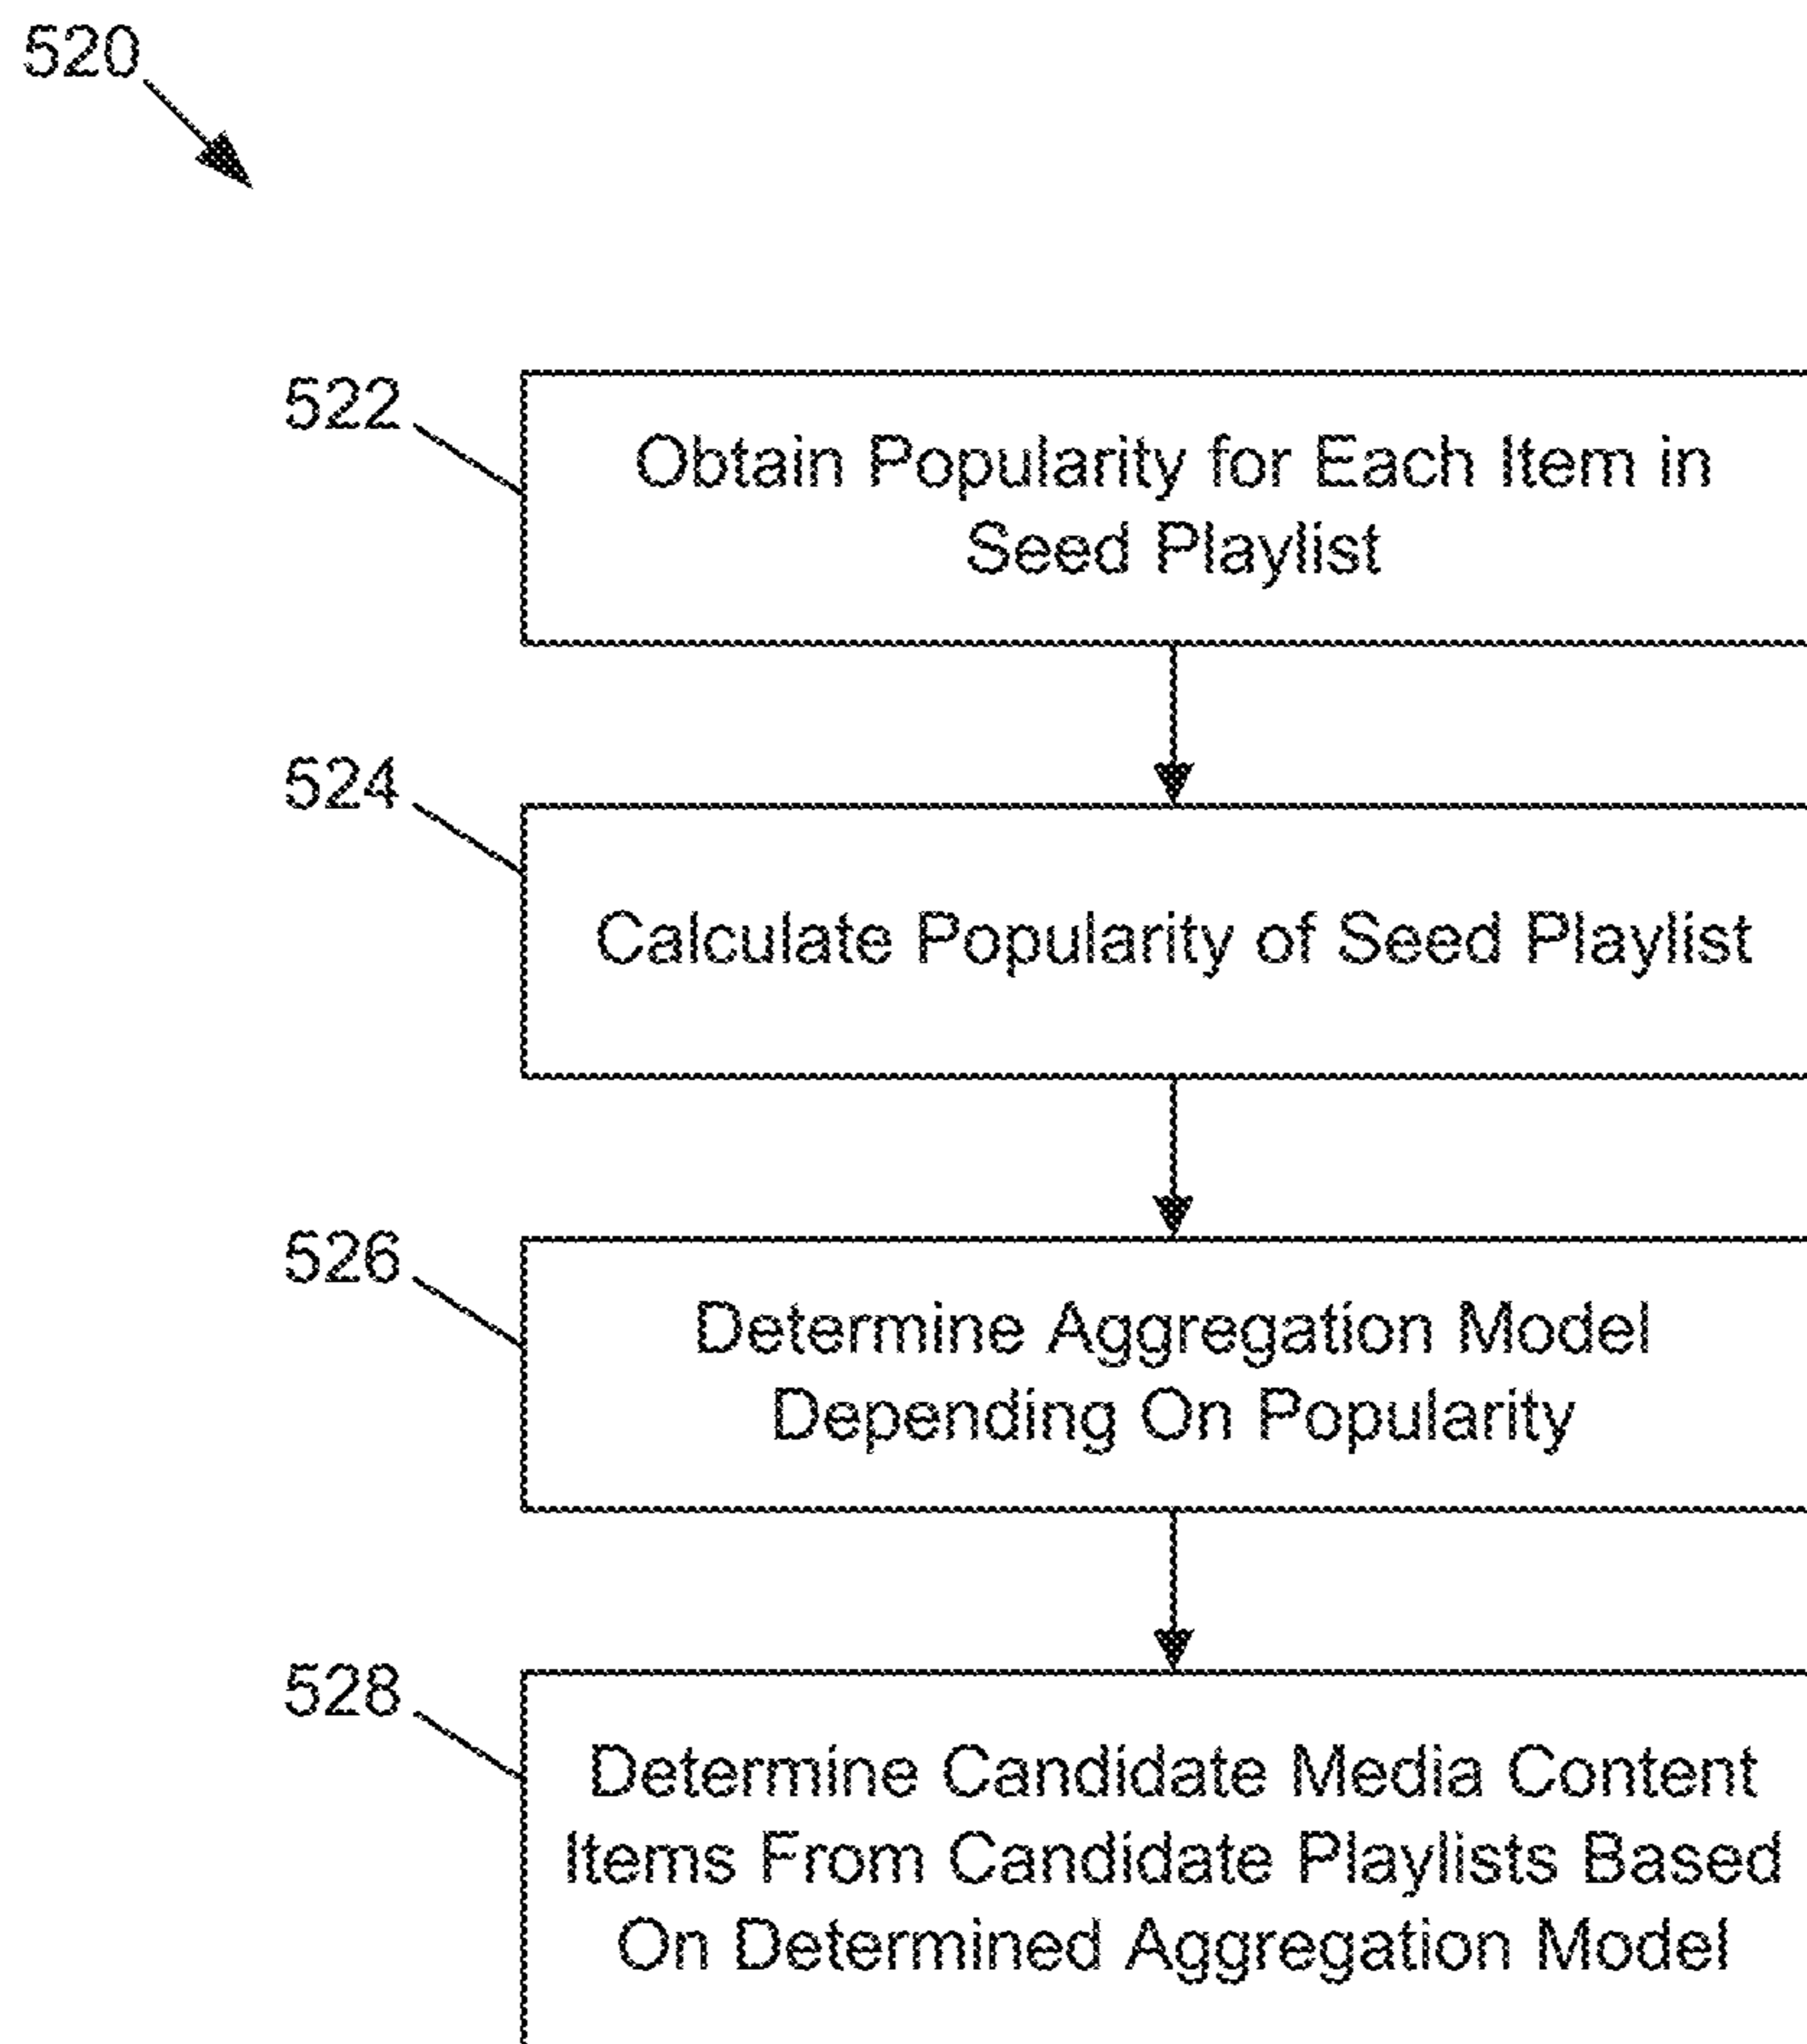 520
522
Obtain Popularity for Each Item in
Seed Playlist
524
Calculate Popularity of Seed Playlist
526
Determine Aggregation Model
Depending On Popularity
528
Determine Candidate Media Content
Items From Candidate Playlists Based
On Determined Aggregation Model